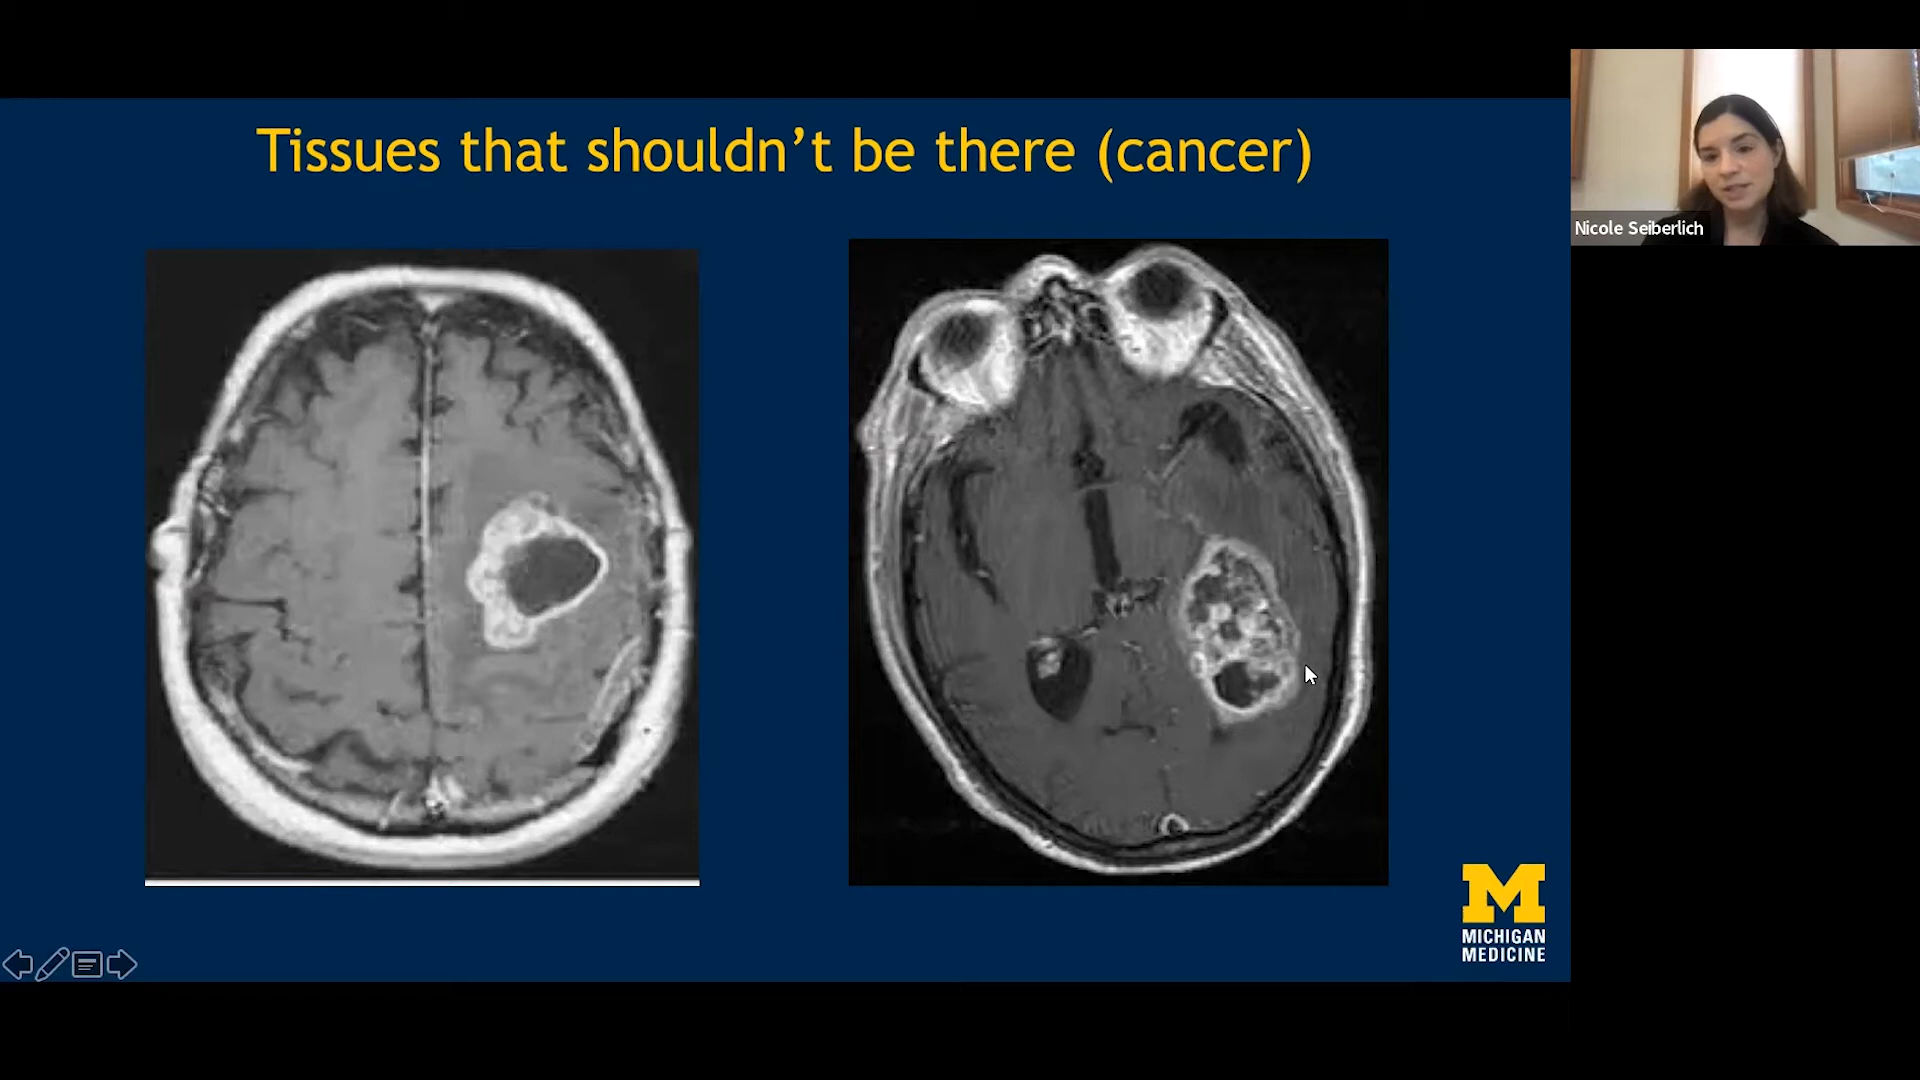 Tissues that shouldn’t be there (cancer)
Nicole Seiberlich
M
MICHIGAN
MEDICINE